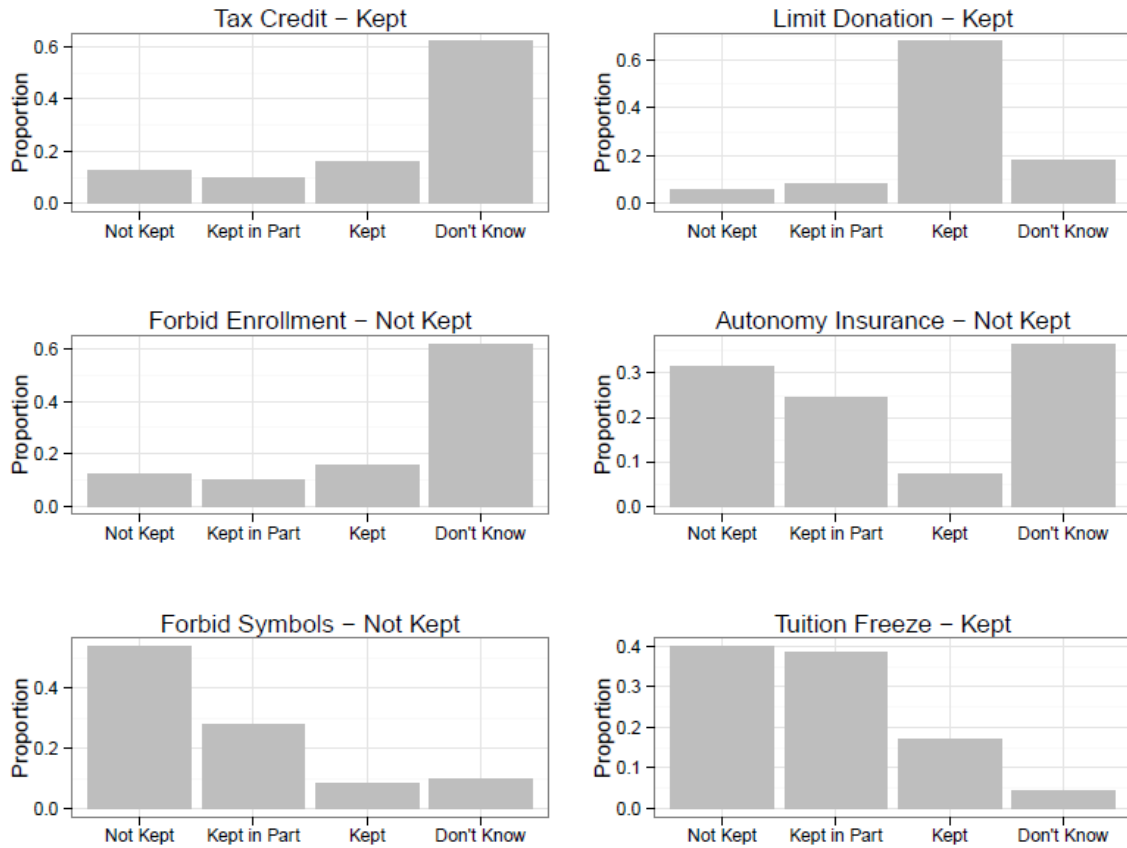 Tax Credit – Kept
Proportion
0.6
0.4
0.2
0.0
Not Kept Kept in Part Kept Don't Know
Limit Donation – Kept
Proportion
0.6
0.4
0.2
0.0
Not Kept Kept in Part Kept Don't Know
Forbid Enrollment – Not Kept
Proportion
0.6
0.4
0.2
0.0
Not Kept Kept in Part Kept Don't Know
Autonomy Insurance – Not Kept
Proportion
0.3
0.2
0.1
0.0
Not Kept Kept in Part Kept Don't Know
Forbid Symbols – Not Kept
Proportion
0.4
0.2
0.0
Not Kept Kept in Part Kept Don't Know
Tuition Freeze – Kept
Proportion
0.4
0.3
0.2
0.1
0.0
Not Kept Kept in Part Kept Don't Know